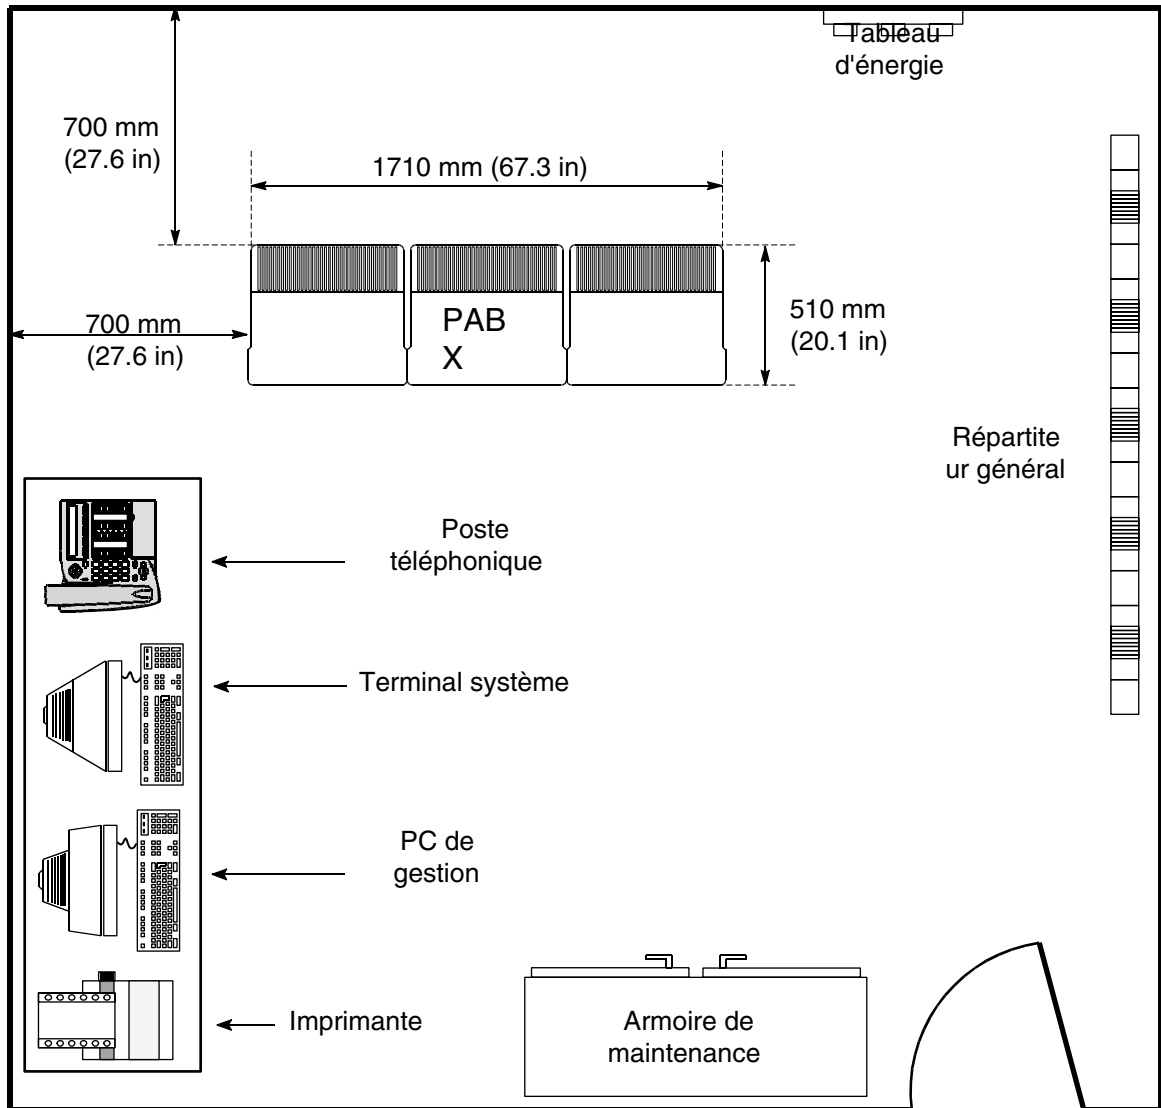 Tableau
d'énergie
700 mm
(27.6 in)
1710 mm (67.3 in)
700 mm
(27.6 in)
PAB
X
510 mm
(20.1 in)
Répartite
ur général
Poste
téléphonique
Terminal système
PC de
gestion
Imprimante
Armoire de
maintenance